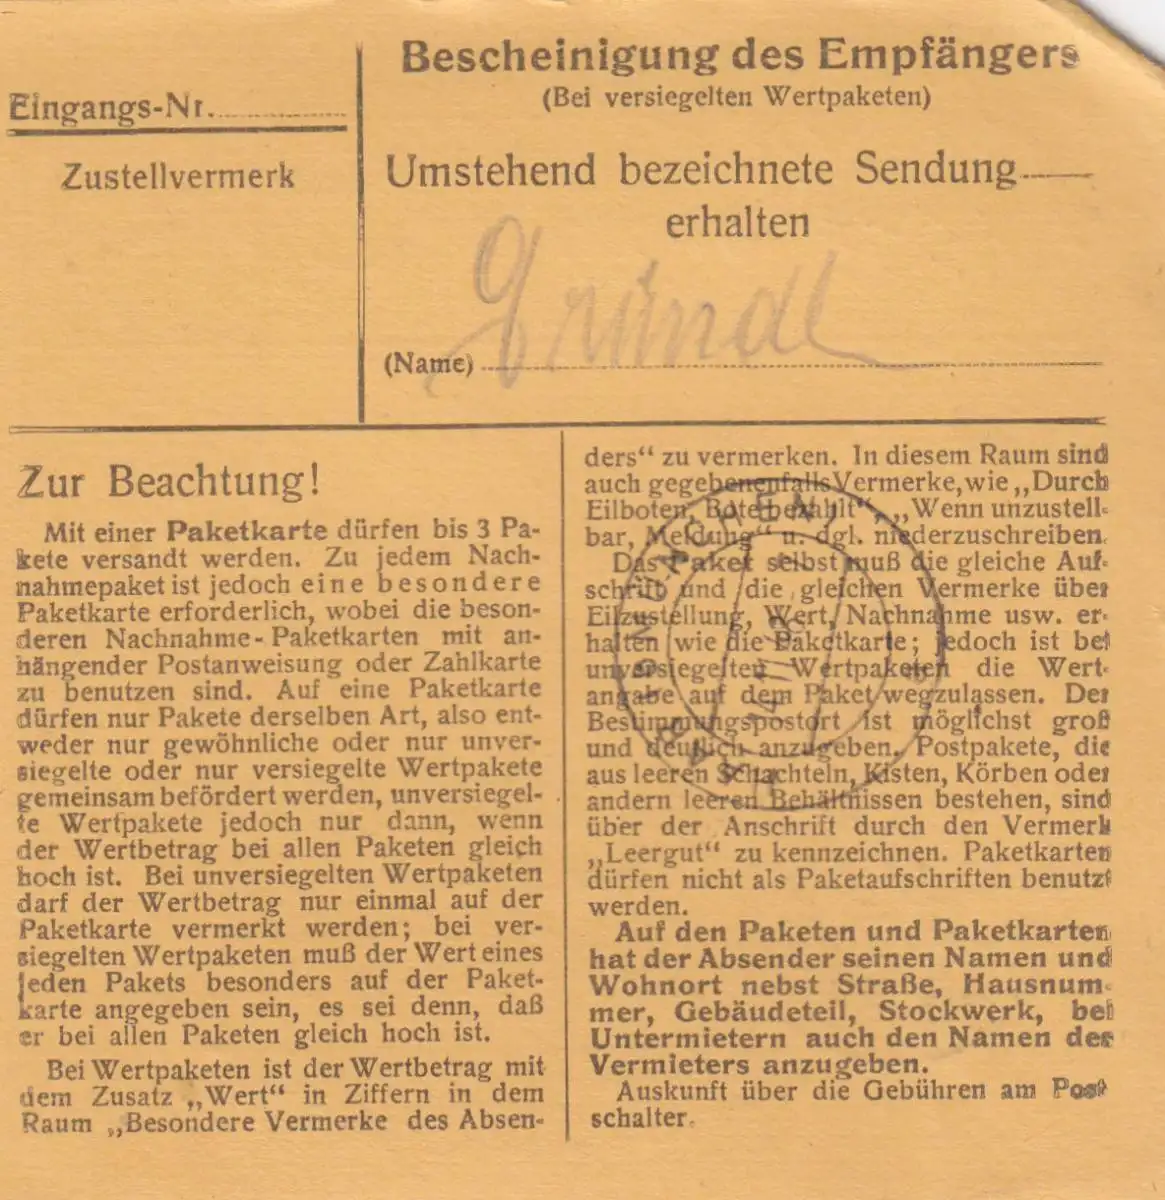 Eingangs-Nr.
Zustellvermerk
Bescheinigung des Empfängers
(Bei versiegelten Wertpaketen)
Umstehend bezeichnete Sendung
erhalten
Gründl
(Name)
Zur Beachtung!
Mit einer Paketkarte dürfen bis 3 Pa-
kete versandt werden. Zu jedem Nach-
nahmepaket ist jedoch eine besondere
Paketkarte erforderlich, wobei die beson-
deren Nachnahme-Paketkarten mit an-
hängender Postanweisung oder Zahlkarte
zu benutzen sind. Auf eine Paketkarte
dürfen nur Pakete derselben Art, also ent-
weder nur gewöhnliche oder nur unver-
siegelte oder nur versiegelte Wertpakete
gemeinsam befördert werden, unversiegel-
te Wertpakete jedoch nur dann, wenn
der Wertbetrag bei allen Paketen gleich
hoch ist. Bei unversiegelten Wertpaketen
darf der Wertbetrag nur einmal auf der
Paketkarte vermerkt werden; bei ver-
siegelten Wertpaketen muß der Wert eines
jeden Pakets besonders auf der Paket-
karte angegeben sein, es sei denn, daß
er bei allen Paketen gleich hoch ist.
Bei Wertpaketen ist der Wertbetrag mit
dem Zusatz „Wert“ in Ziffern in dem
Raum „Besondere Vermerke des Absen-
ders“ zu vermerken. In diesem Raum sind
auch gegebenenfalls Vermerke, wie „Durch
Eilboten, Bote bezahlt“, „Wenn unzustell-
bar, Meldung“ u. dgl. niederzuschreiben.
Das Paket selbst muß die gleiche Auf-
schrift und die gleichen Vermerke über
Eilzustellung, Wert, Nachnahme usw. er-
halten wie die Paketkarte; jedoch ist bei
unversiegelten Wertpaketen die Wert-
angabe auf dem Paket wegzulassen. Der
Bestimmungspostort ist möglichst groß
und deutlich anzugeben. Postpakete, die
aus leeren Schachteln, Kisten, Körben oder
andern leeren Behältnissen bestehen, sind
über der Anschrift durch den Vermerk
„Leergut“ zu kennzeichnen. Paketkarten
dürfen nicht als Paketaufschriften benutzt
werden.
Auf den Paketen und Paketkarten
hat der Absender seinen Namen und
Wohnort nebst Straße, Hausnum-
mer, Gebäudeteil, Stockwerk, bei
Untermietern auch den Namen des
Vermieters anzugeben.
Auskunft über die Gebühren am Post
schalter.